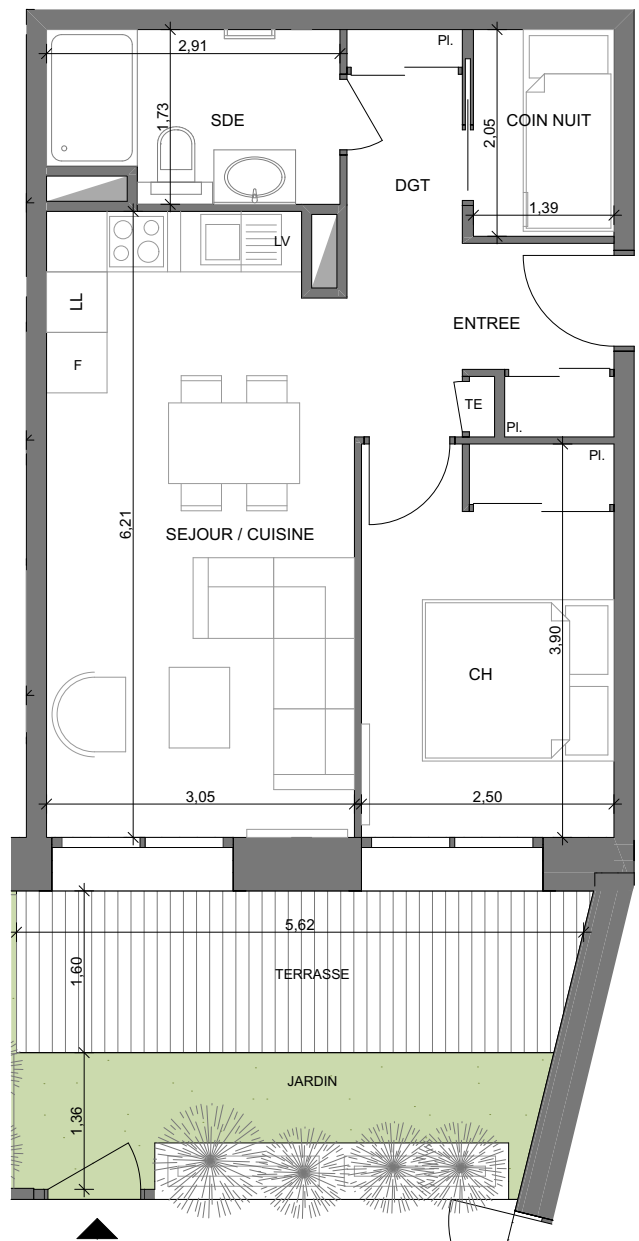 Pl.
2,91
1,73
SDE
2,05
COIN NUIT
DGT
1,39
LV
LL
ENTREE
F
TE
Pl.
Pl.
6,21
SEJOUR / CUISINE
3,90
CH
3,05
2,50
5,62
1,60
TERRASSE
JARDIN
1,36